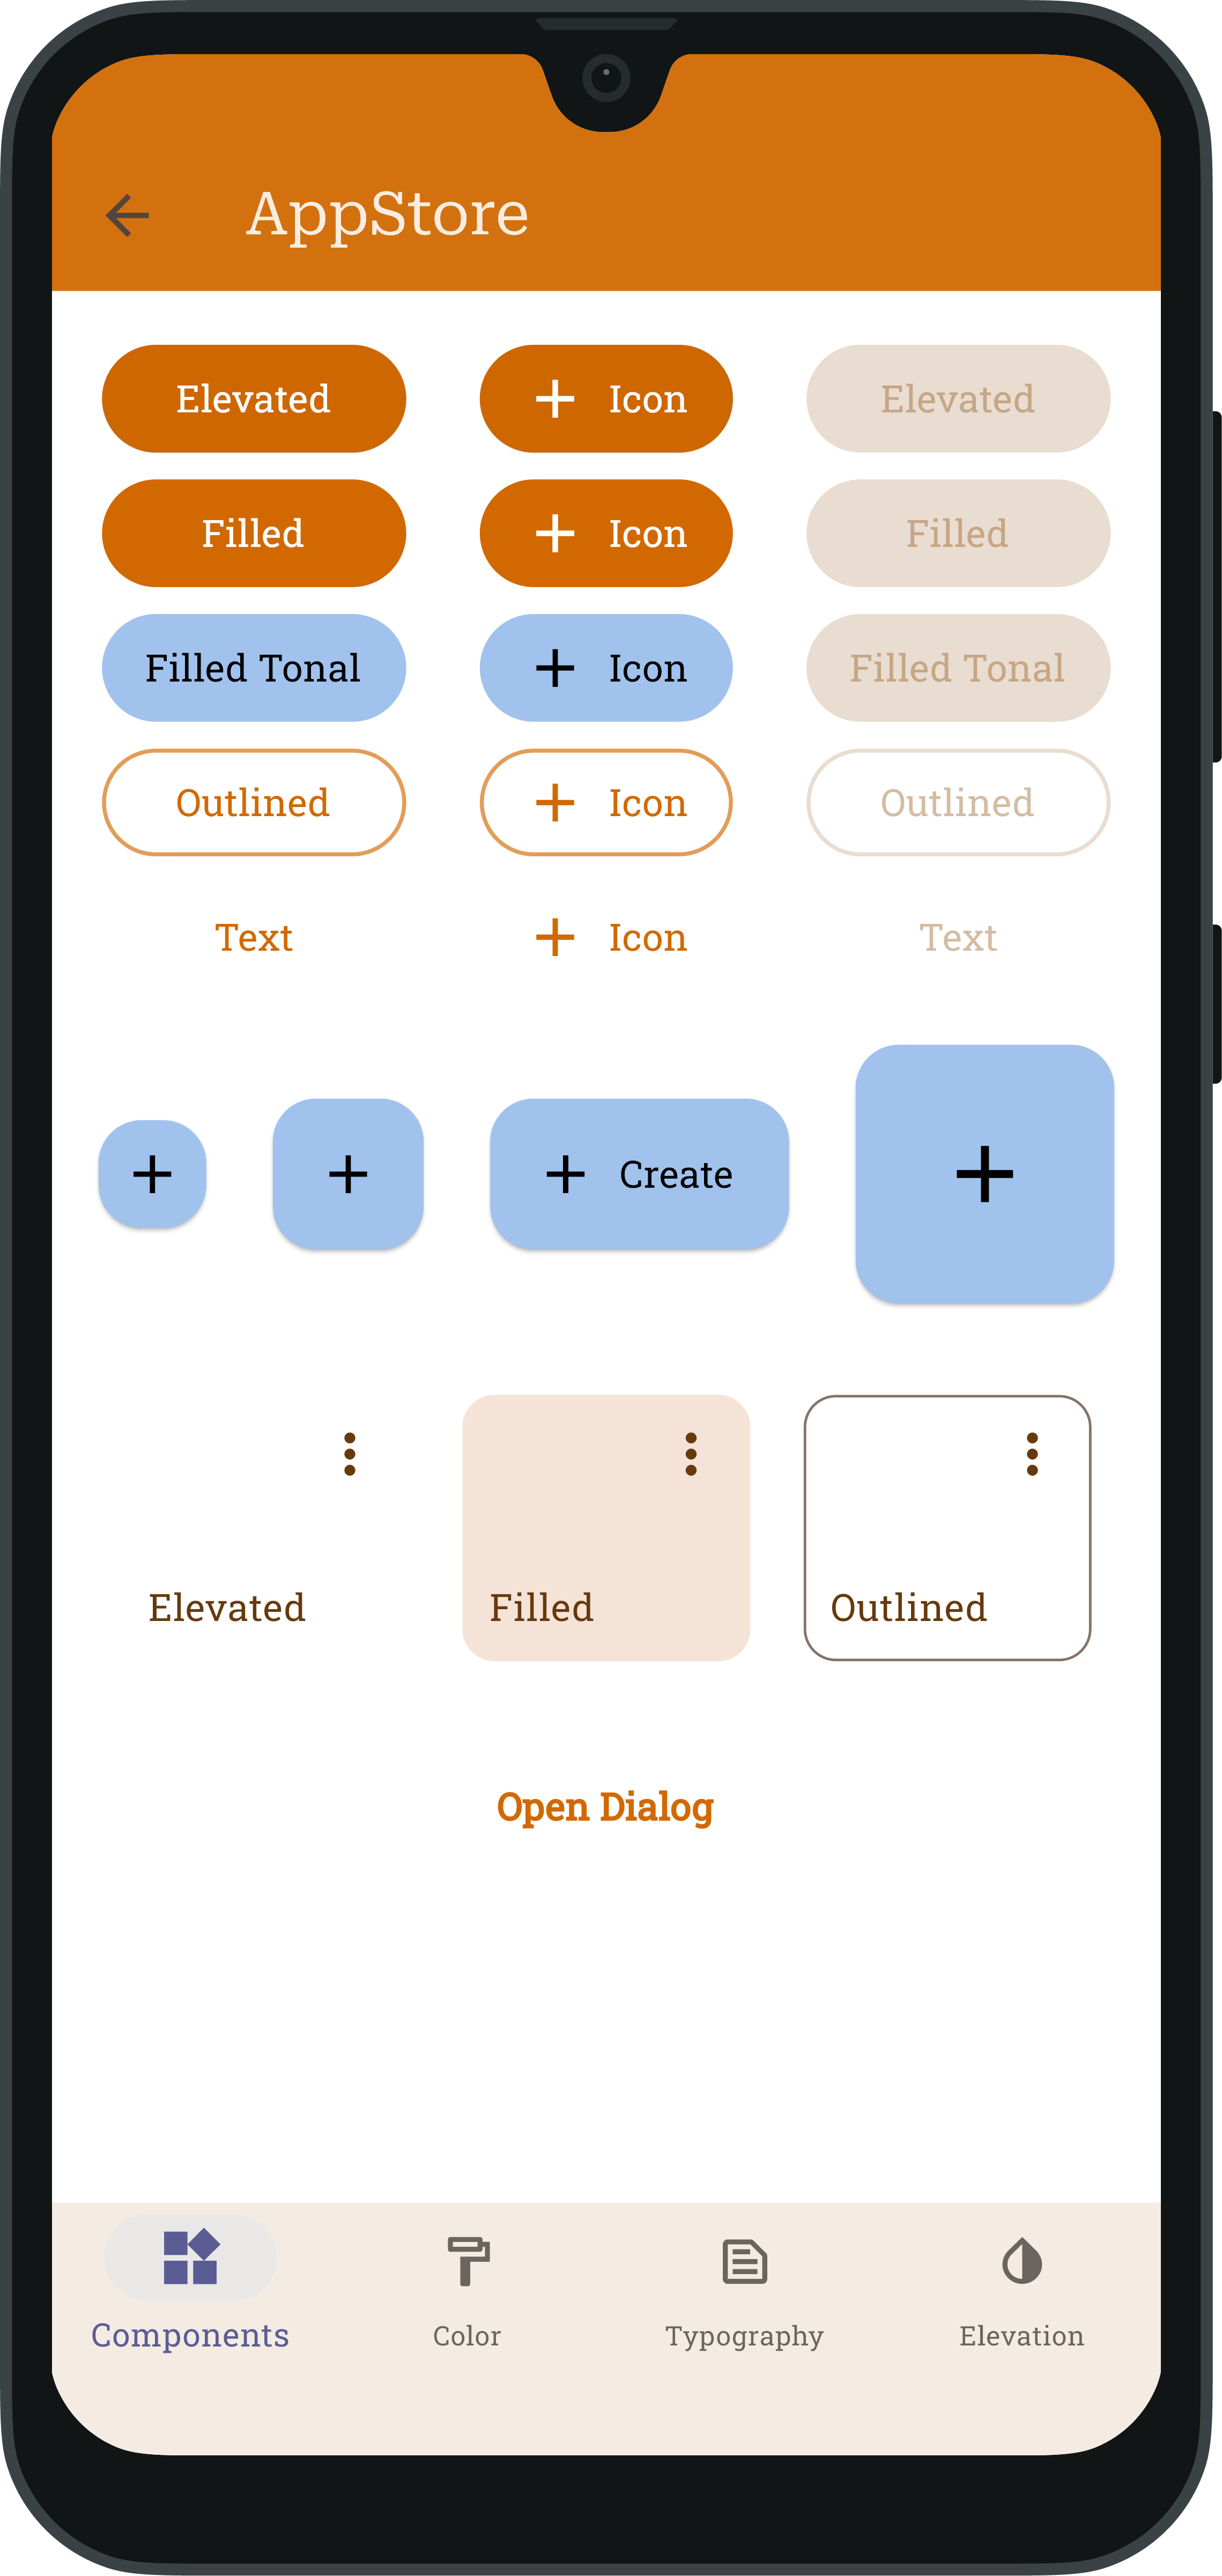 AppStore
Elevated
Icon
Elevated
Filled
Icon
Filled
Filled Tonal
Icon
Filled Tonal
Outlined
Icon
Outlined
Text
Icon
Text
Create
Elevated
Filled
Outlined
Open Dialog
Components
Color
Typography
Elevation